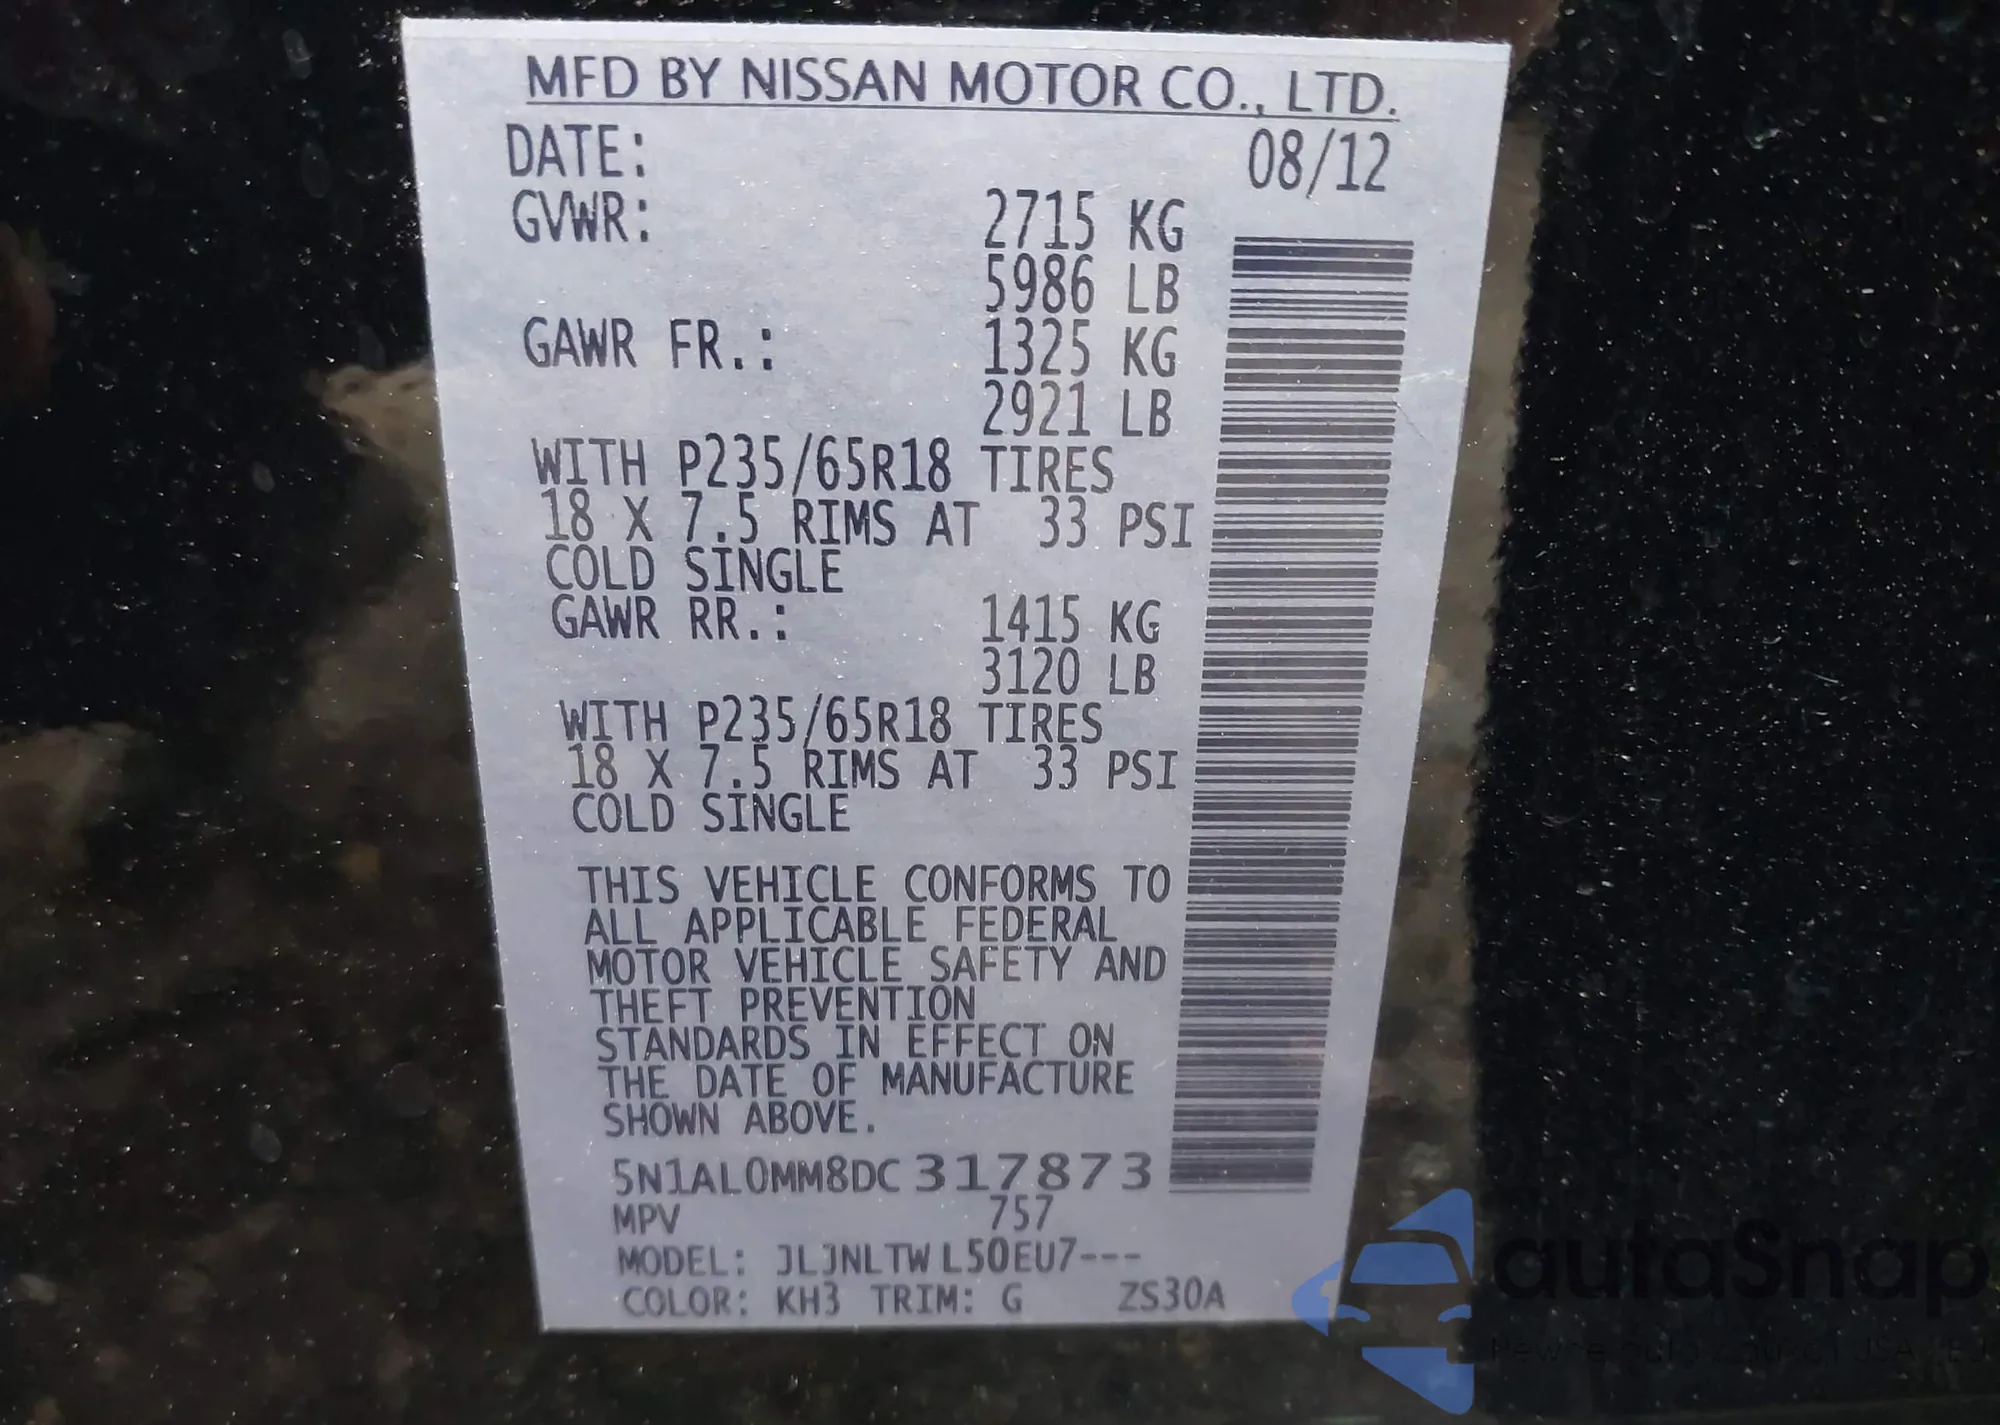 MFD BY NISSAN MOTOR CO., LTD.
DATE: 08/12
GVWR: 2715 KG
5986 LB
GAWR FR.: 1325 KG
2921 LB
WITH P235/65R18 TIRES
18 X 7.5 RIMS AT 33 PSI
COLD SINGLE
GAWR RR.: 1415 KG
3120 LB
WITH P235/65R18 TIRES
18 X 7.5 RIMS AT 33 PSI
COLD SINGLE
THIS VEHICLE CONFORMS TO
ALL APPLICABLE FEDERAL
MOTOR VEHICLE SAFETY AND
THEFT PREVENTION
STANDARDS IN EFFECT ON
THE DATE OF MANUFACTURE
SHOWN ABOVE.
5N1AL0MM8DC317873
MPV 757
MODEL: JLJNLTWL50EU7---
COLOR: KH3 TRIM: G ZS30A
autoSnap